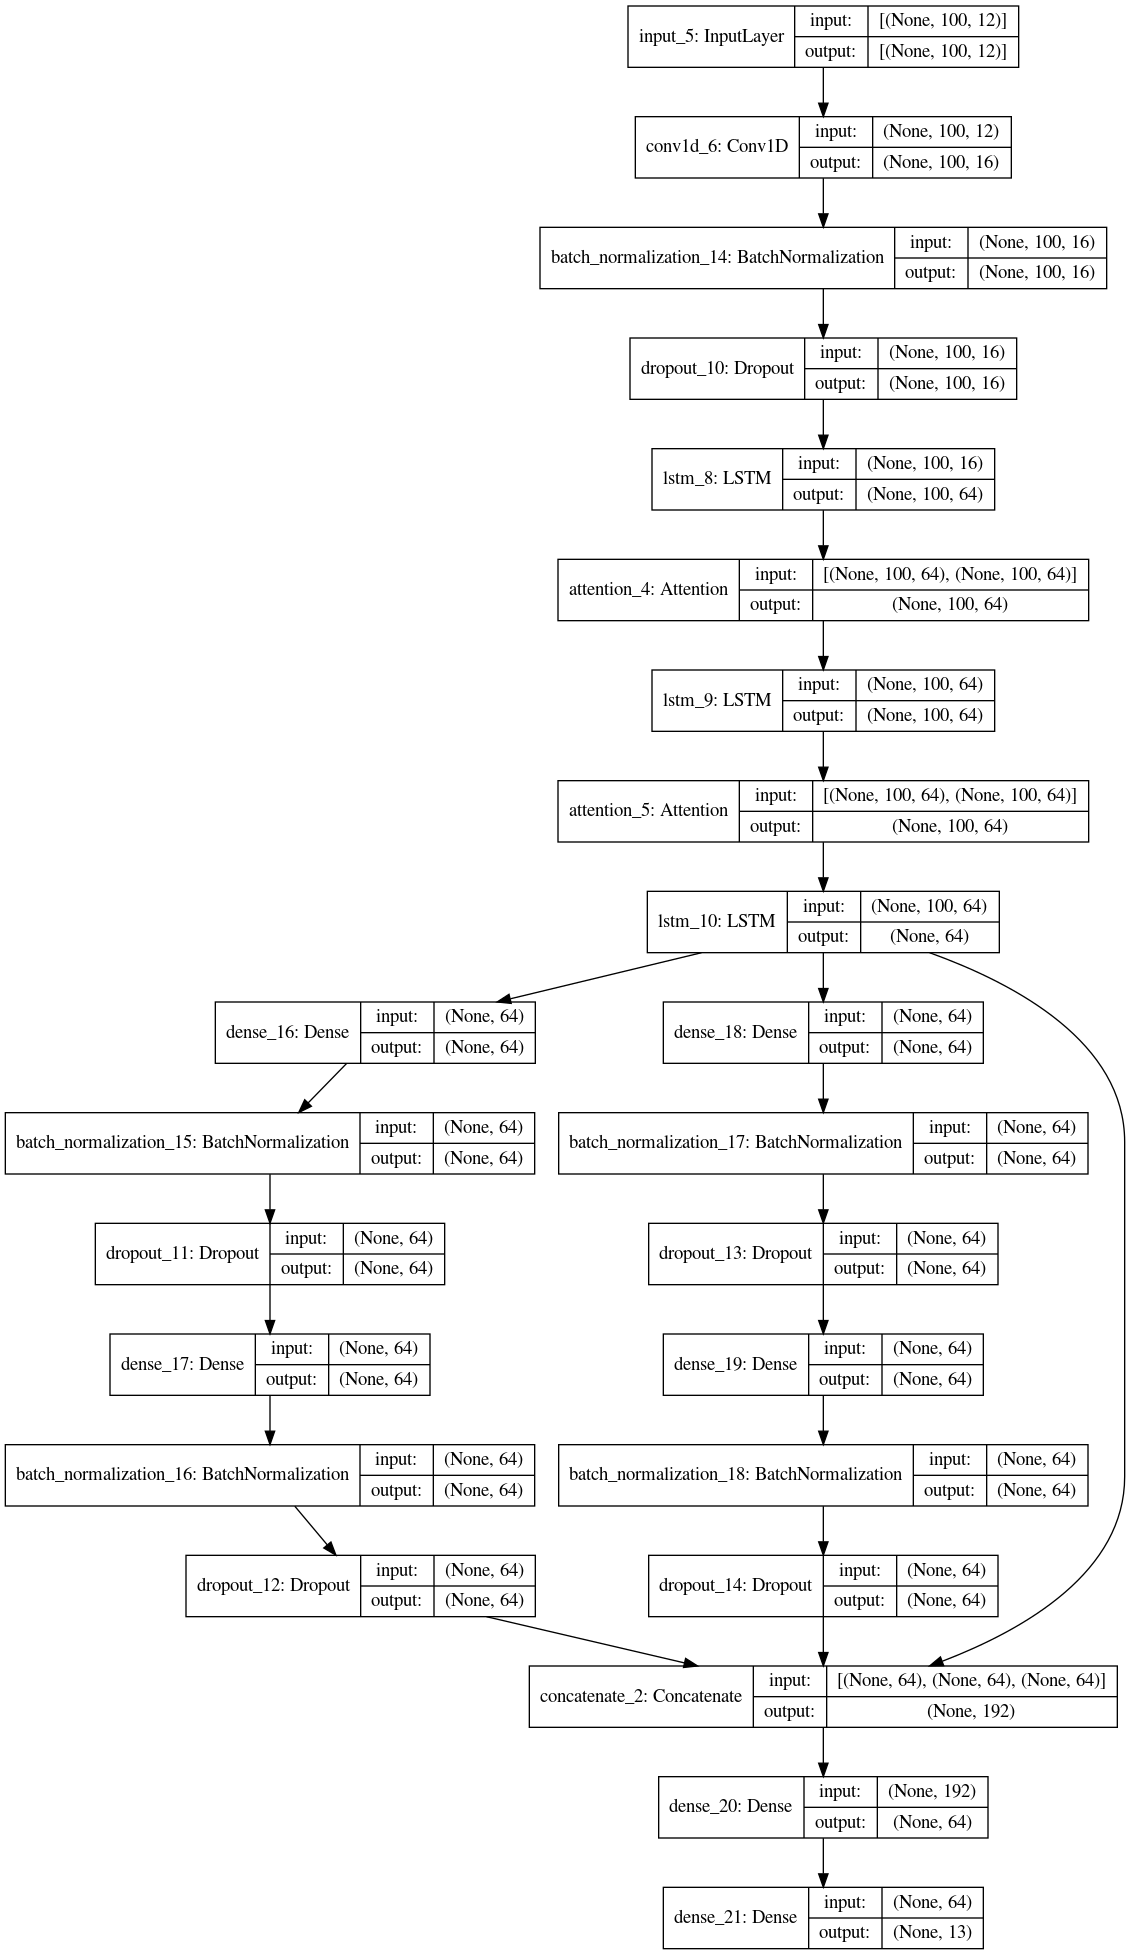 input_5: InputLayer
input: [(None, 100, 12)]
output: [(None, 100, 12)]
conv1d_6: Conv1D
input: (None, 100, 12)
output: (None, 100, 16)
batch_normalization_14: BatchNormalization
input: (None, 100, 16)
output: (None, 100, 16)
dropout_10: Dropout
input: (None, 100, 16)
output: (None, 100, 16)
lstm_8: LSTM
input: (None, 100, 16)
output: (None, 100, 64)
attention_4: Attention
input: [(None, 100, 64), (None, 100, 64)]
output: (None, 100, 64)
lstm_9: LSTM
input: (None, 100, 64)
output: (None, 100, 64)
attention_5: Attention
input: [(None, 100, 64), (None, 100, 64)]
output: (None, 100, 64)
lstm_10: LSTM
input: (None, 100, 64)
output: (None, 64)
dense_16: Dense
input: (None, 64)
output: (None, 64)
dense_18: Dense
input: (None, 64)
output: (None, 64)
batch_normalization_15: BatchNormalization
input: (None, 64)
output: (None, 64)
batch_normalization_17: BatchNormalization
input: (None, 64)
output: (None, 64)
dropout_11: Dropout
input: (None, 64)
output: (None, 64)
dropout_13: Dropout
input: (None, 64)
output: (None, 64)
dense_17: Dense
input: (None, 64)
output: (None, 64)
dense_19: Dense
input: (None, 64)
output: (None, 64)
batch_normalization_16: BatchNormalization
input: (None, 64)
output: (None, 64)
batch_normalization_18: BatchNormalization
input: (None, 64)
output: (None, 64)
dropout_12: Dropout
input: (None, 64)
output: (None, 64)
dropout_14: Dropout
input: (None, 64)
output: (None, 64)
concatenate_2: Concatenate
input: [(None, 64), (None, 64), (None, 64)]
output: (None, 192)
dense_20: Dense
input: (None, 192)
output: (None, 64)
dense_21: Dense
input: (None, 64)
output: (None, 13)